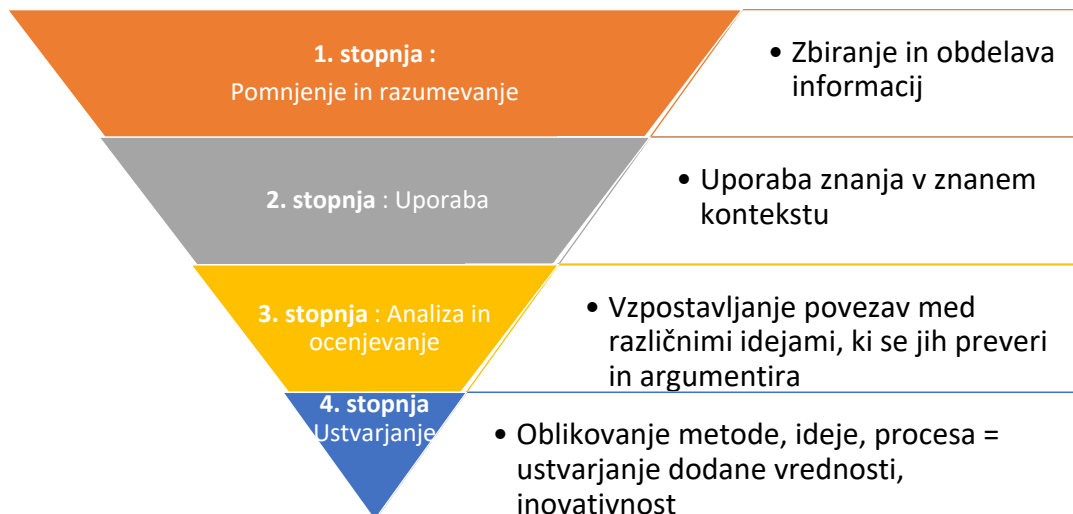 1. stopnja :
Pomnjenje in razumevanje
• Zbiranje in obdelava
informacij
2. stopnja : Uporaba
• Uporaba znanja v znanem
kontekstu
3. stopnja : Analiza in
ocenjevanje
• Vzpostavljanje povezav med
različnimi idejami, ki se jih preveri
in argumentira
4. stopnja
Ustvarjanje
• Oblikovanje metode, ideje, procesa =
ustvarjanje dodane vrednosti,
inovativnost